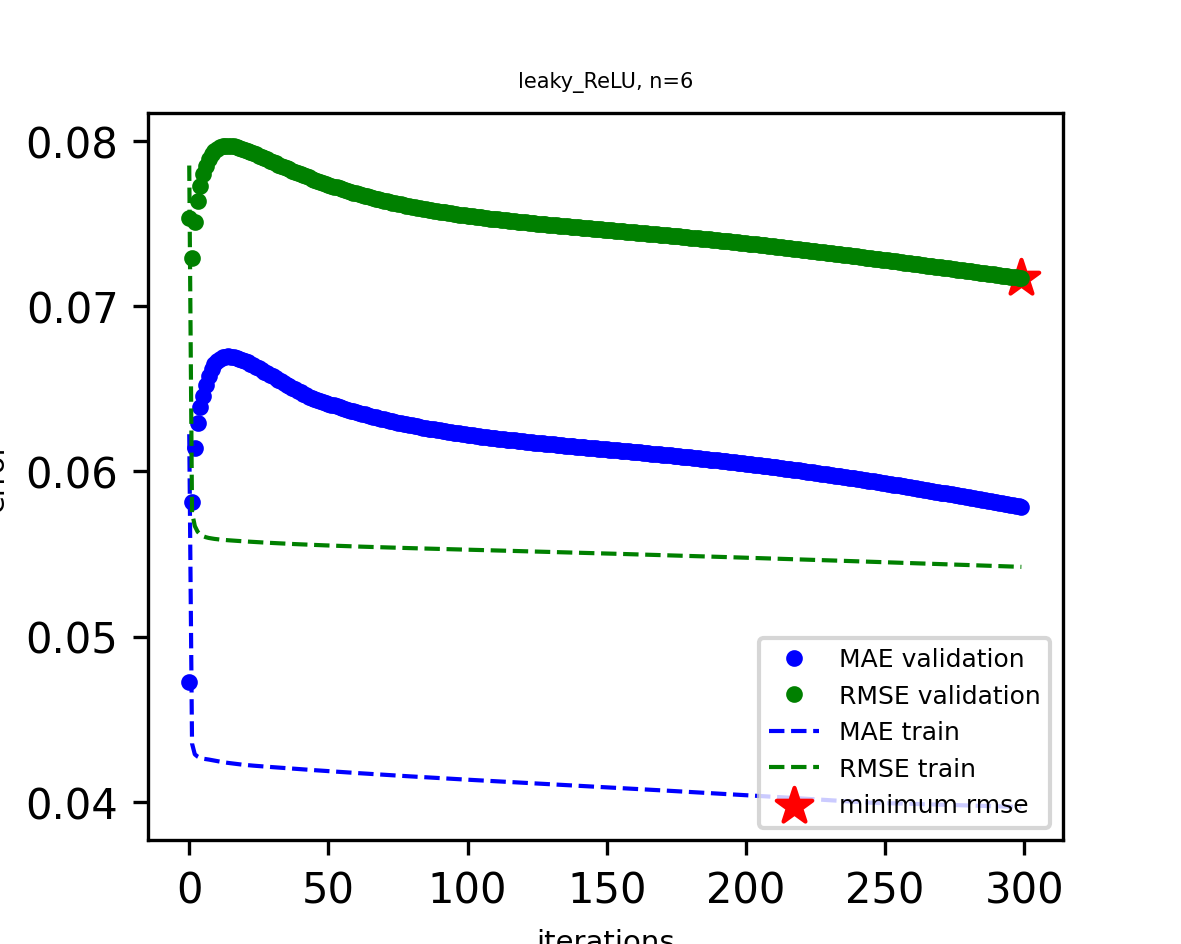 leaky_ReLU, n=6
0.08
0.07
0.06
0.05
0.04
0 50 100 150 200 250 300
iterations
MAE validation
RMSE validation
MAE train
RMSE train
minimum rmse